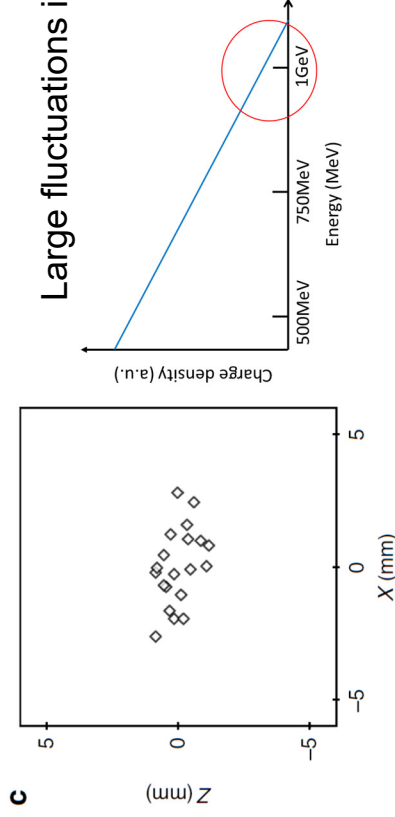 Large fluctuations i
c
5
0
−5
Z (mm)
−5
0
5
X (mm)
Charge density (a.u.)
500MeV
750MeV
1GeV
Energy (MeV)